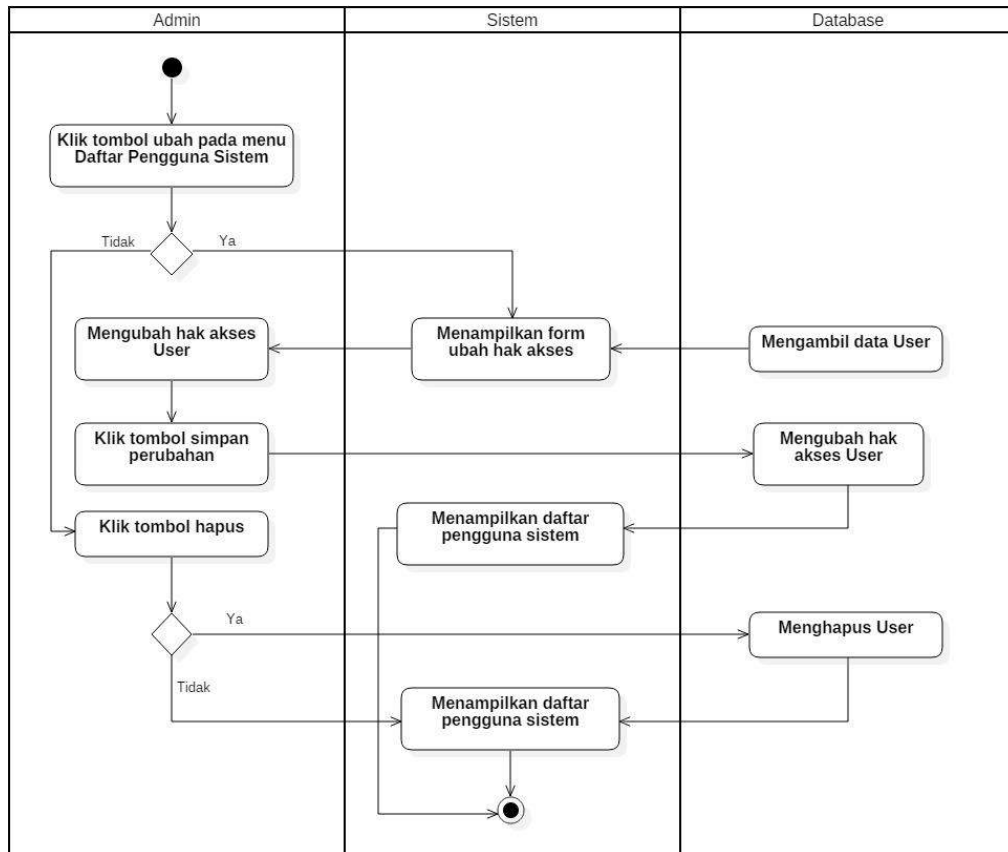 Admin
Sistem
Database
Klik tombol ubah pada menu
Daftar Pengguna Sistem
Tidak
Ya
Mengubah hak akses
User
Menampilkan form
ubah hak akses
Mengambil data User
Klik tombol simpan
perubahan
Mengubah hak
akses User
Klik tombol hapus
Menampilkan daftar
pengguna sistem
Ya
Menghapus User
Tidak
Menampilkan daftar
pengguna sistem